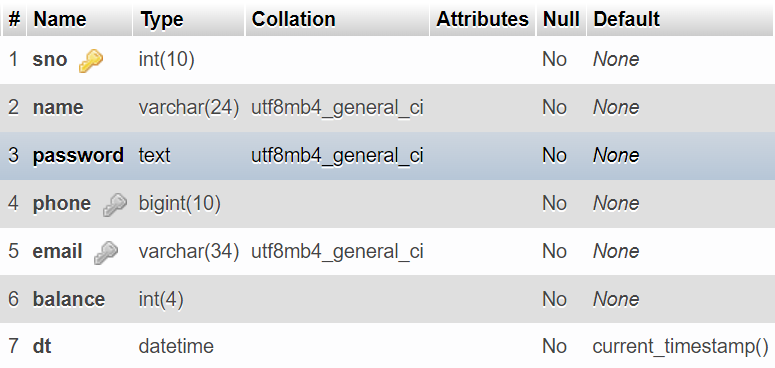 # Name Type Collation Attributes Null Default
1 sno int(10) No None
2 name varchar(24) utf8mb4_general_ci No None
3 password text utf8mb4_general_ci No None
4 phone bigint(10) No None
5 email varchar(34) utf8mb4_general_ci No None
6 balance int(4) No None
7 dt datetime No current_timestamp()